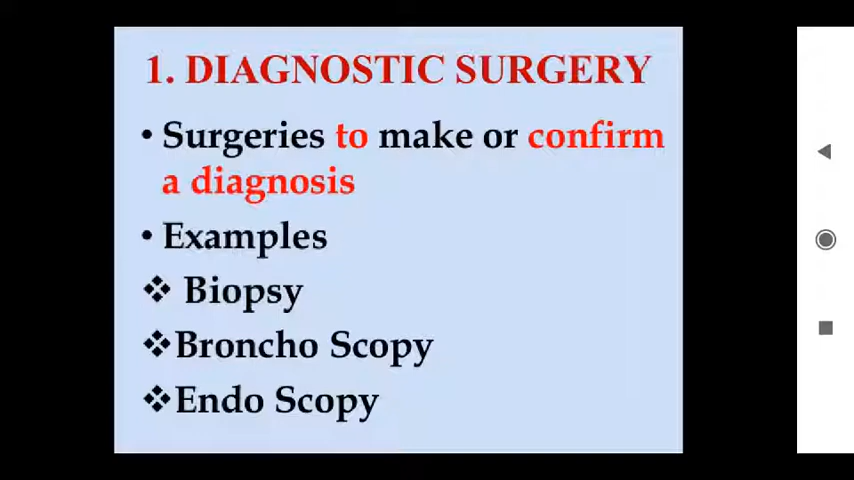 1. DIAGNOSTIC SURGERY
• Surgeries to make or confirm
a diagnosis
• Examples
❖ Biopsy
❖Broncho Scopy
❖Endo Scopy